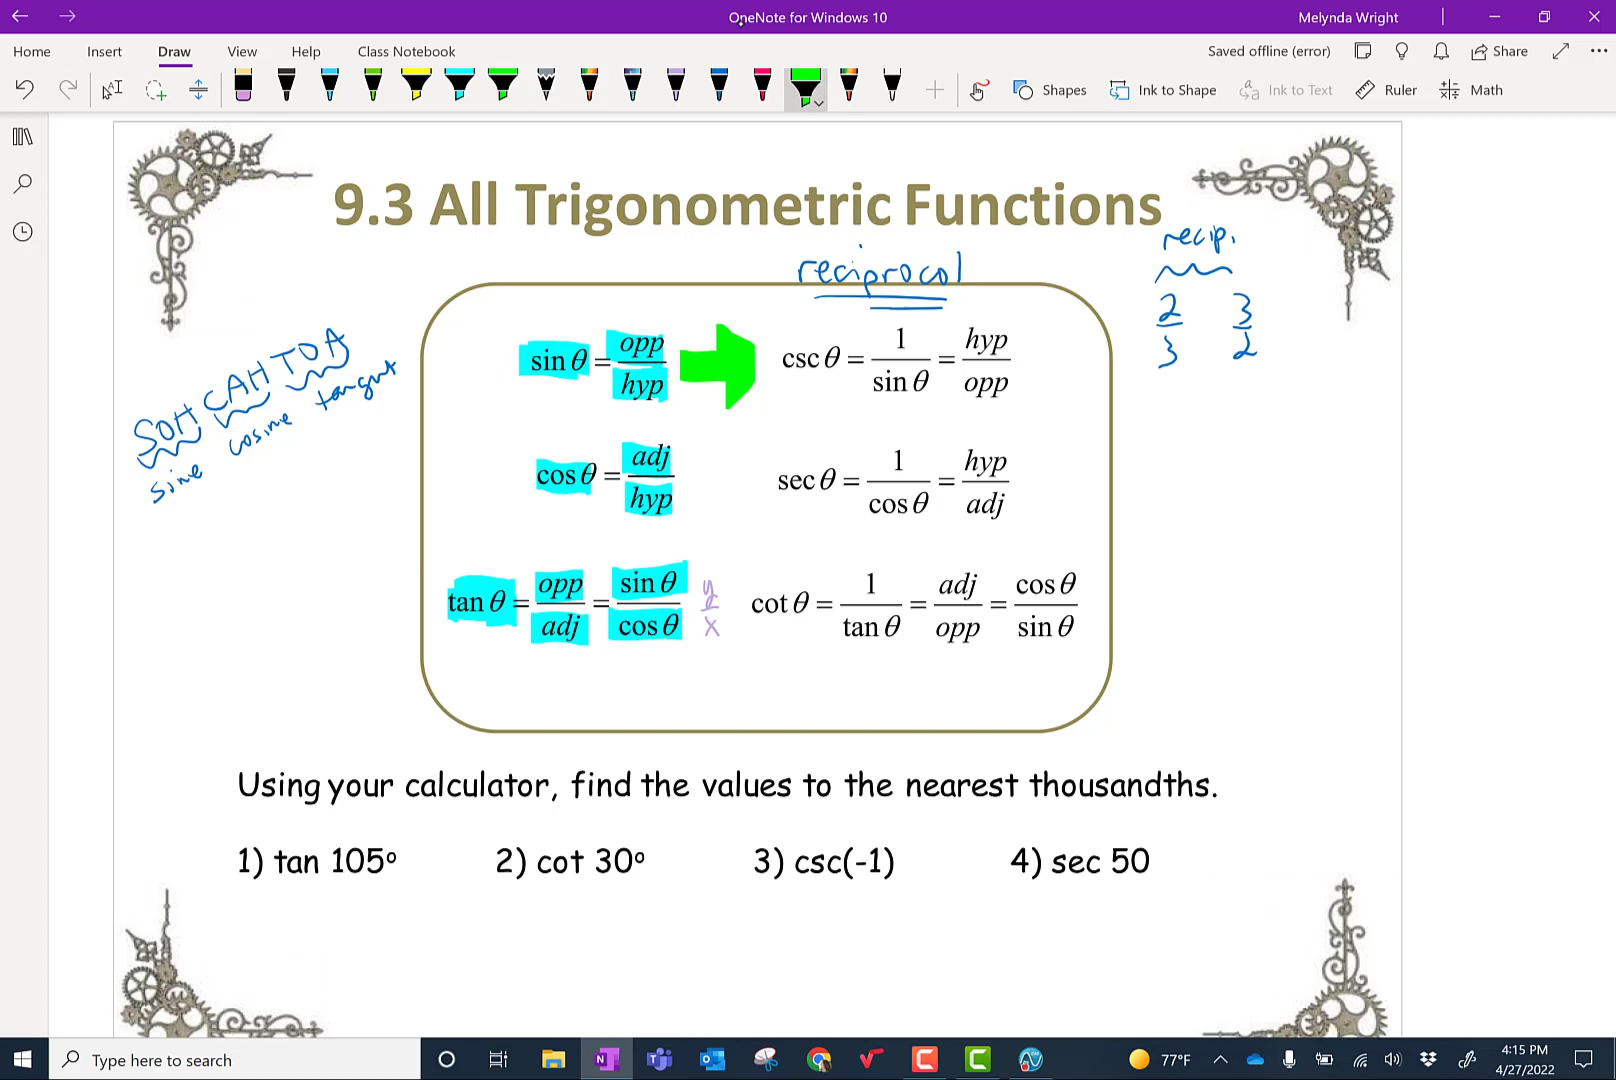 OneNote for Windows 10
Melynda Wright
Home Insert Draw View Help Class Notebook
Saved offline (error) Share
Shapes Ink to Shape Ink to Text Ruler Math
9.3 All Trigonometric Functions
recip.
reciprocol
2/3 3/2
SOH CAH TOA
sine cosine tangent
sin θ = opp/hyp
csc θ = 1/sin θ = hyp/opp
cos θ = adj/hyp
sec θ = 1/cos θ = hyp/adj
tan θ = opp/adj = sin θ/cos θ y/x
cot θ = 1/tan θ = adj/opp = cos θ/sin θ
Using your calculator, find the values to the nearest thousandths.
1) tan 105° 2) cot 30° 3) csc(-1) 4) sec 50
Type here to search
77°F
4:15 PM
4/27/2022